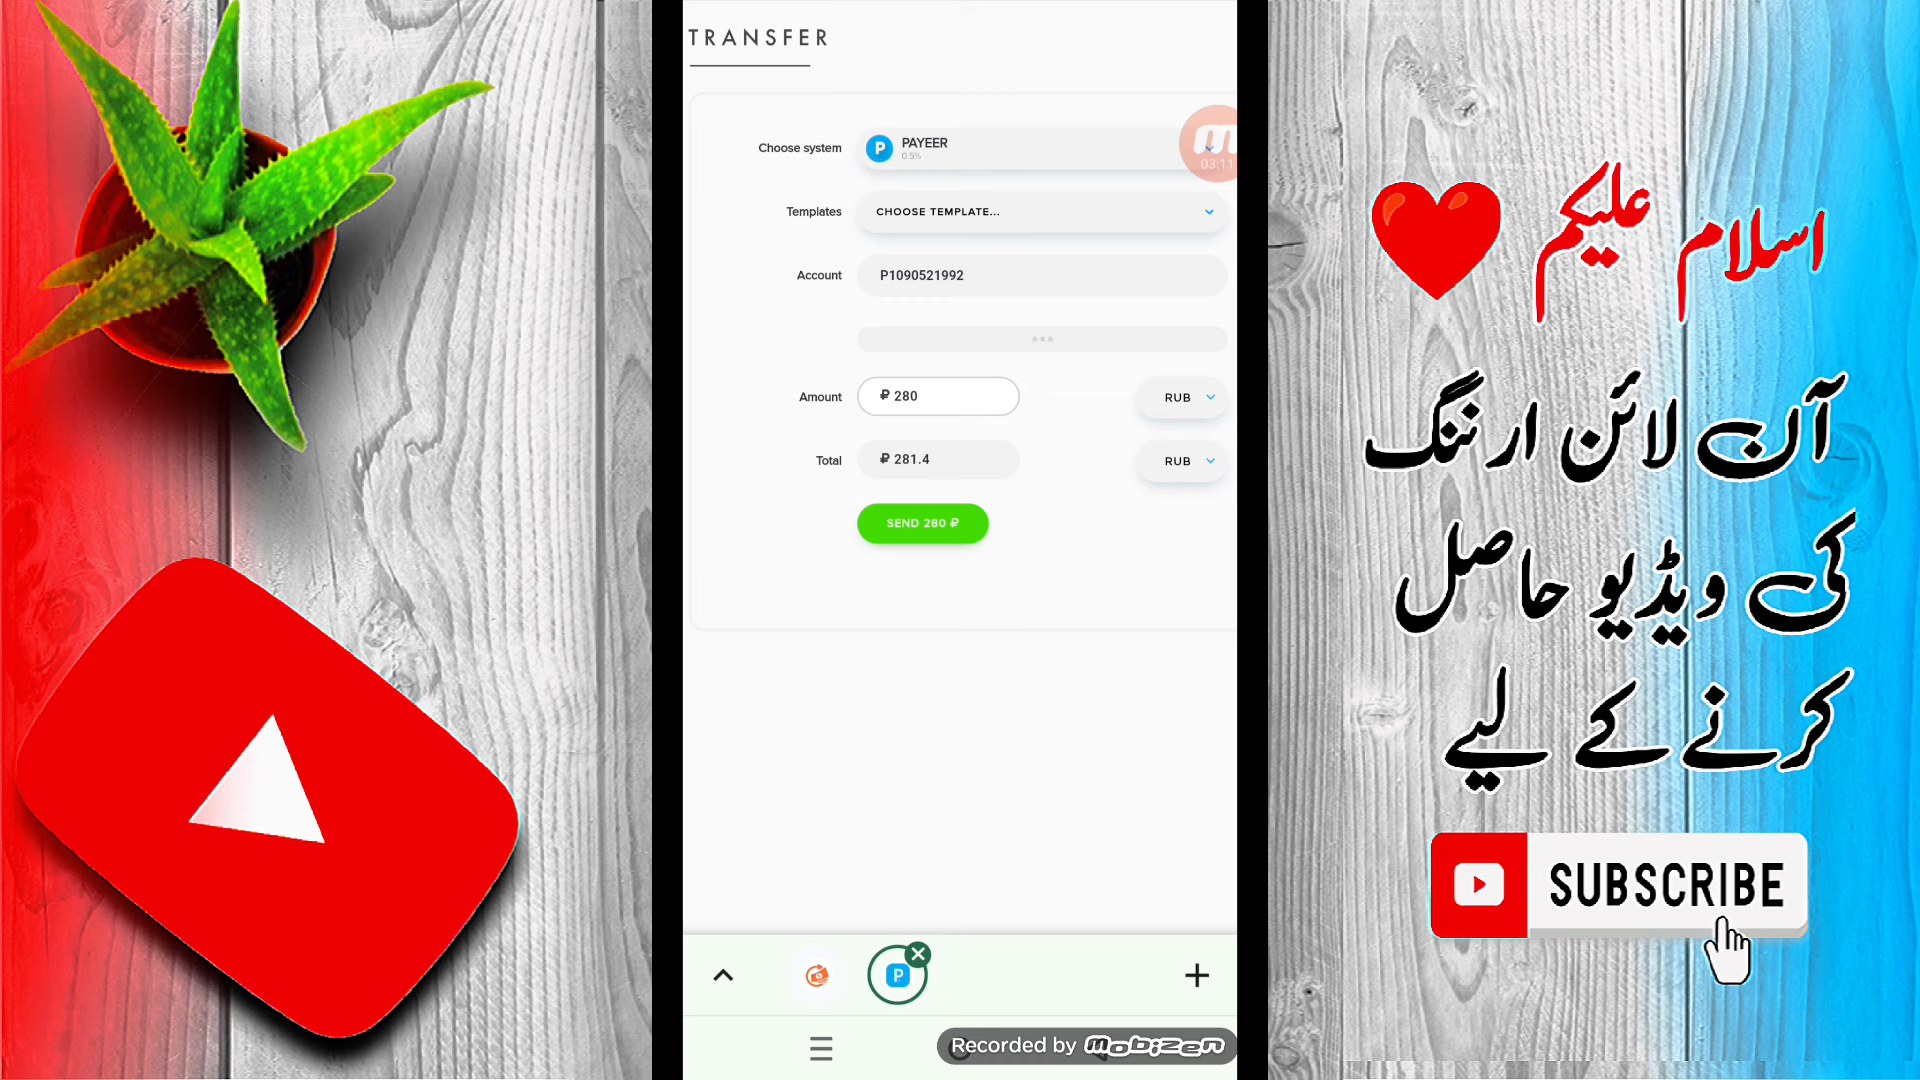 TRANSFER
Choose system
PAYEER
0.5%
03:11
Templates
CHOOSE TEMPLATE...
Account
P1090521992
Amount
₽ 280
RUB
Total
₽ 281.4
RUB
SEND 280 ₽
Recorded by mobizen
اسلام علیکم
آن لائن ارننگ
کی ویڈیو حاصل
کرنے کے لیے
SUBSCRIBE